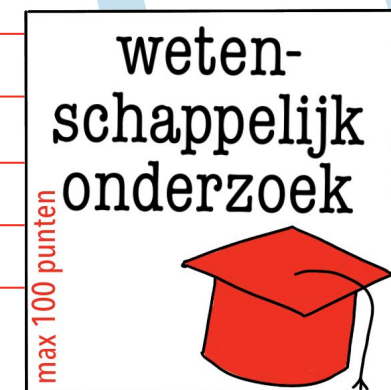 weten-
schappelijk
onderzoek
max 100 punten